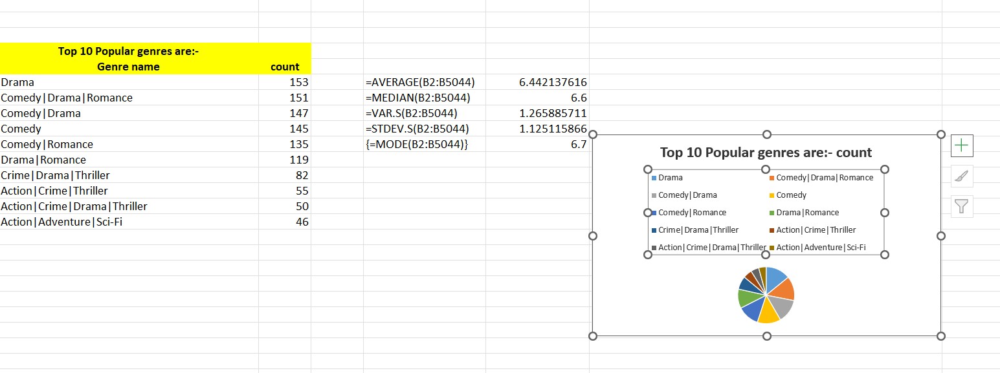 Top 10 Popular genres are:-
Genre name count
Drama 153 =AVERAGE(B2:B5044) 6.442137616
Comedy|Drama|Romance 151 =MEDIAN(B2:B5044) 6.6
Comedy|Drama 147 =VAR.S(B2:B5044) 1.265885711
Comedy 145 =STDEV.S(B2:B5044) 1.125115866
Comedy|Romance 135 {=MODE(B2:B5044)} 6.7
Drama|Romance 119
Crime|Drama|Thriller 82
Action|Crime|Thriller 55
Action|Crime|Drama|Thriller 50
Action|Adventure|Sci-Fi 46
Top 10 Popular genres are:- count
Drama Comedy|Drama|Romance
Comedy|Drama Comedy
Comedy|Romance Drama|Romance
Crime|Drama|Thriller Action|Crime|Thriller
Action|Crime|Drama|Thriller Action|Adventure|Sci-Fi